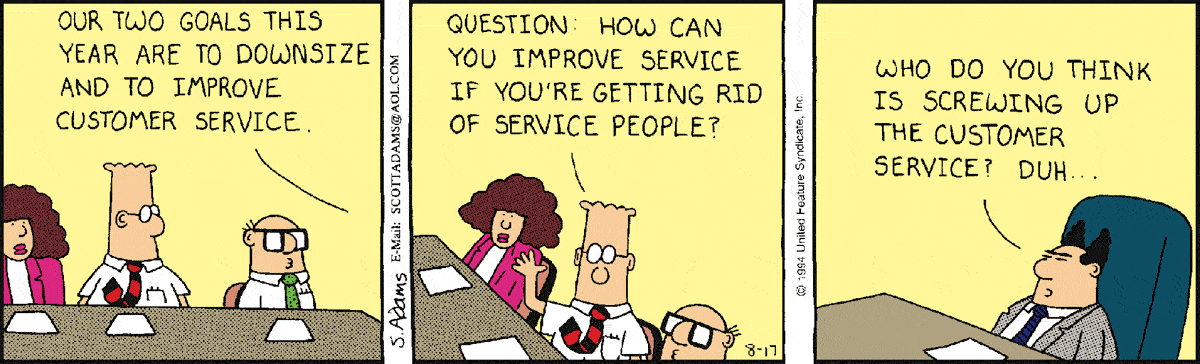 OUR TWO GOALS THIS
YEAR ARE TO DOWNSIZE
AND TO IMPROVE
CUSTOMER SERVICE.
S. Adams E-Mail: SCOTTADAMS@AOL.COM
QUESTION: HOW CAN
YOU IMPROVE SERVICE
IF YOU'RE GETTING RID
OF SERVICE PEOPLE?
8-17
© 1994 United Feature Syndicate, Inc.
WHO DO YOU THINK
IS SCREWING UP
THE CUSTOMER
SERVICE? DUH...